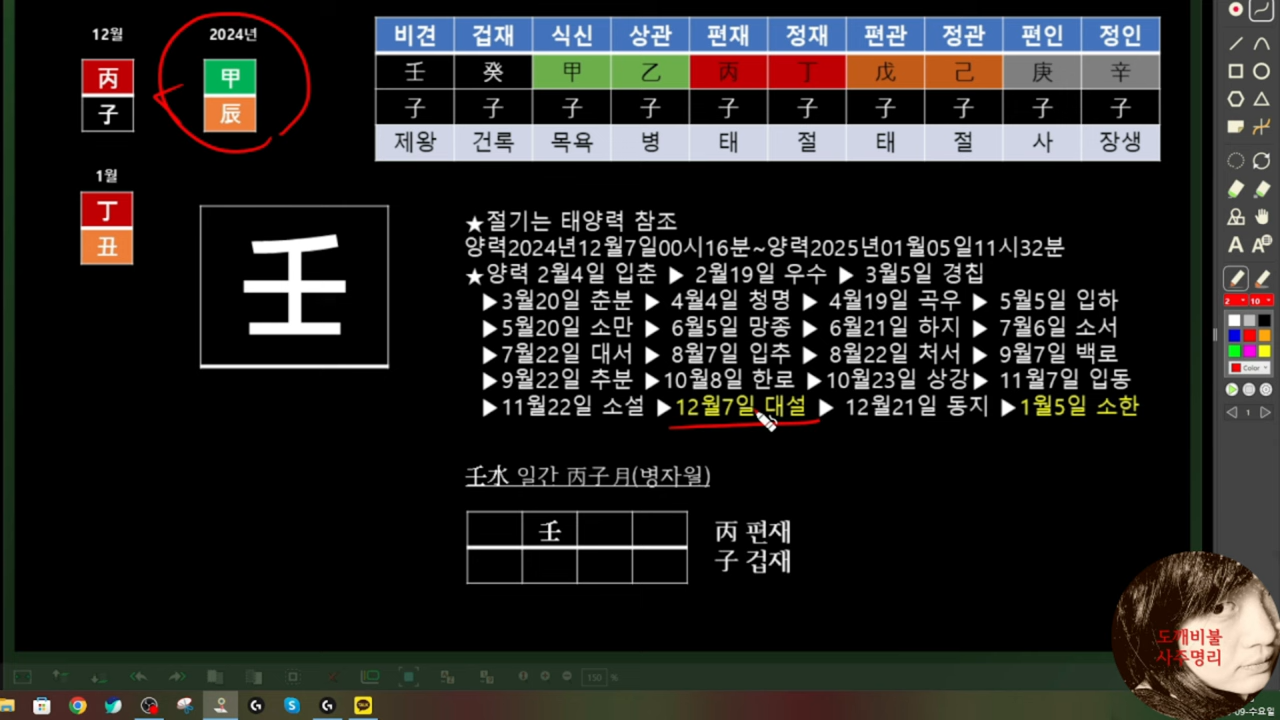 12월
2024년
丙
甲
子
辰
1월
丁
丑
비견 겁재 식신 상관 편재 정재 편관 정관 편인 정인
壬 癸 甲 乙 丙 丁 戊 己 庚 辛
子 子 子 子 子 子 子 子 子 子
제왕 건록 목욕 병 태 절 태 절 사 장생
壬
★절기는 태양력 참조
양력2024년12월7일00시16분~양력2025년01월05일11시32분
★양력 2월4일 입춘 ▶ 2월19일 우수 ▶ 3월5일 경칩
▶3월20일 춘분 ▶ 4월4일 청명 ▶ 4월19일 곡우 ▶ 5월5일 입하
▶5월20일 소만 ▶ 6월5일 망종 ▶ 6월21일 하지 ▶ 7월6일 소서
▶7월22일 대서 ▶ 8월7일 입추 ▶ 8월22일 처서 ▶ 9월7일 백로
▶9월22일 추분 ▶10월8일 한로 ▶10월23일 상강▶ 11월7일 입동
▶11월22일 소설 ▶12월7일 대설 ▶ 12월21일 동지 ▶1월5일 소한
壬水 일간 丙子月(병자월)
壬
丙 편재
子 겁재
도깨비불
사주명리
2 10
Color
1
150 %
09-수요일